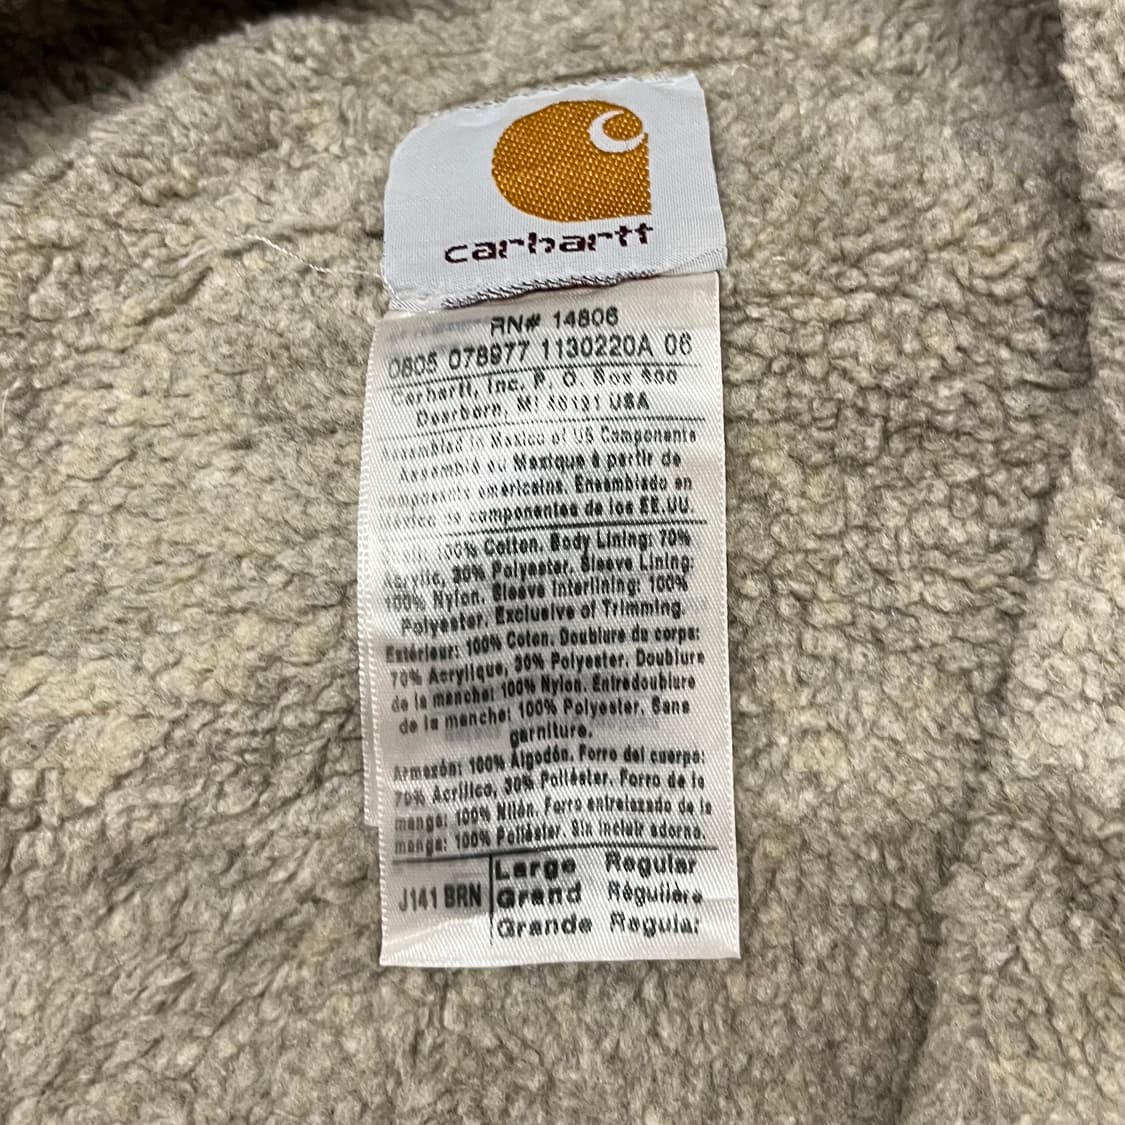 carhartt
RN# 14806
0805 078977 1130220A 06
Carhartt, Inc. P. O. Box 600
Dearborn, MI 48121 USA
Assembled in Mexico of US Components
Assemblé au Mexique à partir de
composants américains. Ensamblado en
México de componentes de los EE.UU.
100% Cotton. Body Lining: 70%
Acrylic, 30% Polyester. Sleeve Lining:
100% Nylon. Sleeve Interlining: 100%
Polyester. Exclusive of Trimming.
Extérieur: 100% Coton. Doublure du corps:
70% Acrylique, 30% Polyester. Doublure
de la manche: 100% Nylon. Entredoublure
de la manche: 100% Polyester. Sans
garniture.
Armazón: 100% Algodón. Forro del cuerpo:
70% Acrílico, 30% Poliéster. Forro de la
manga: 100% Nilón. Forro entrelazado de la
manga: 100% Poliéster. Sin incluir adorno.
J141 BRN
Large Regular
Grand Régulière
Grande Regular